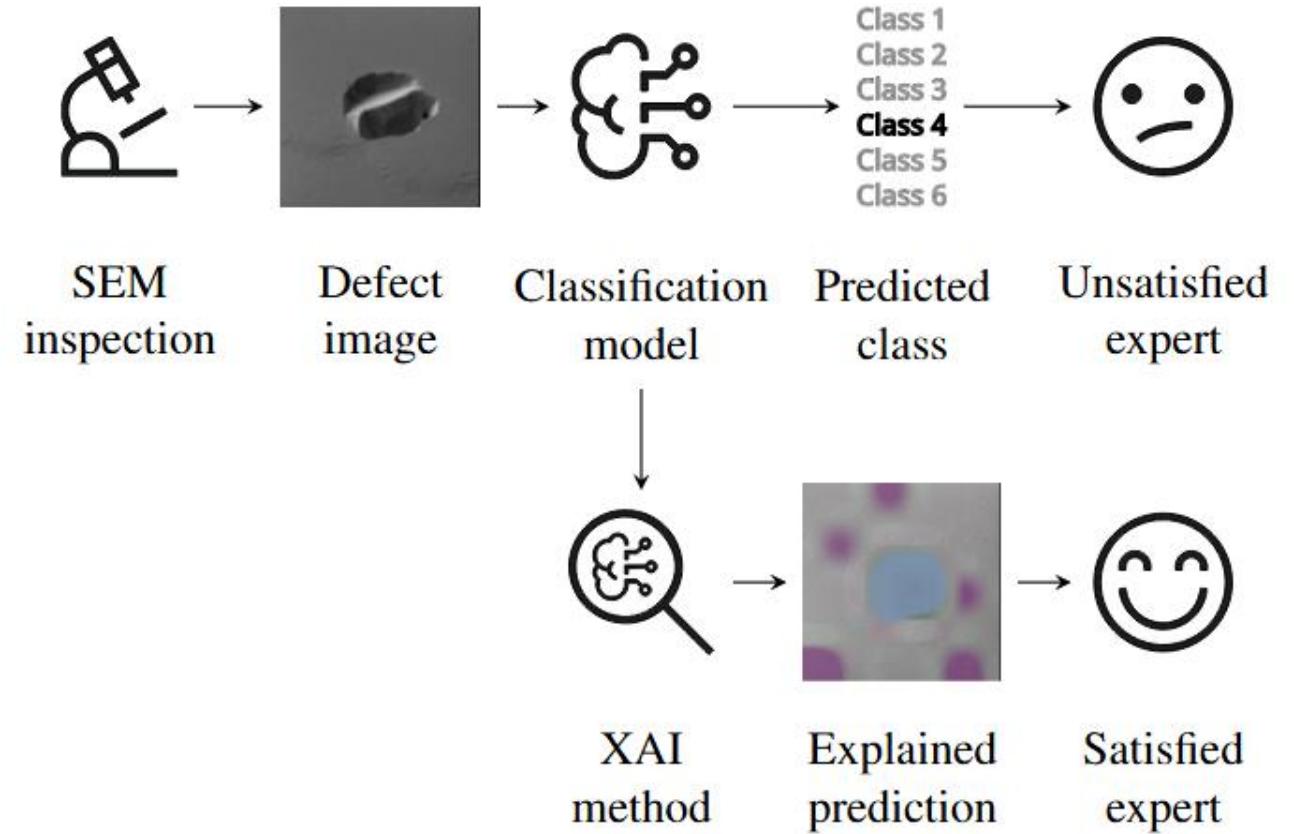 Class 1
Class 2
Class 3
Class 4
Class 5
Class 6
SEM
inspection
Defect
image
Classification
model
Predicted
class
Unsatisfied
expert
XAI
method
Explained
prediction
Satisfied
expert